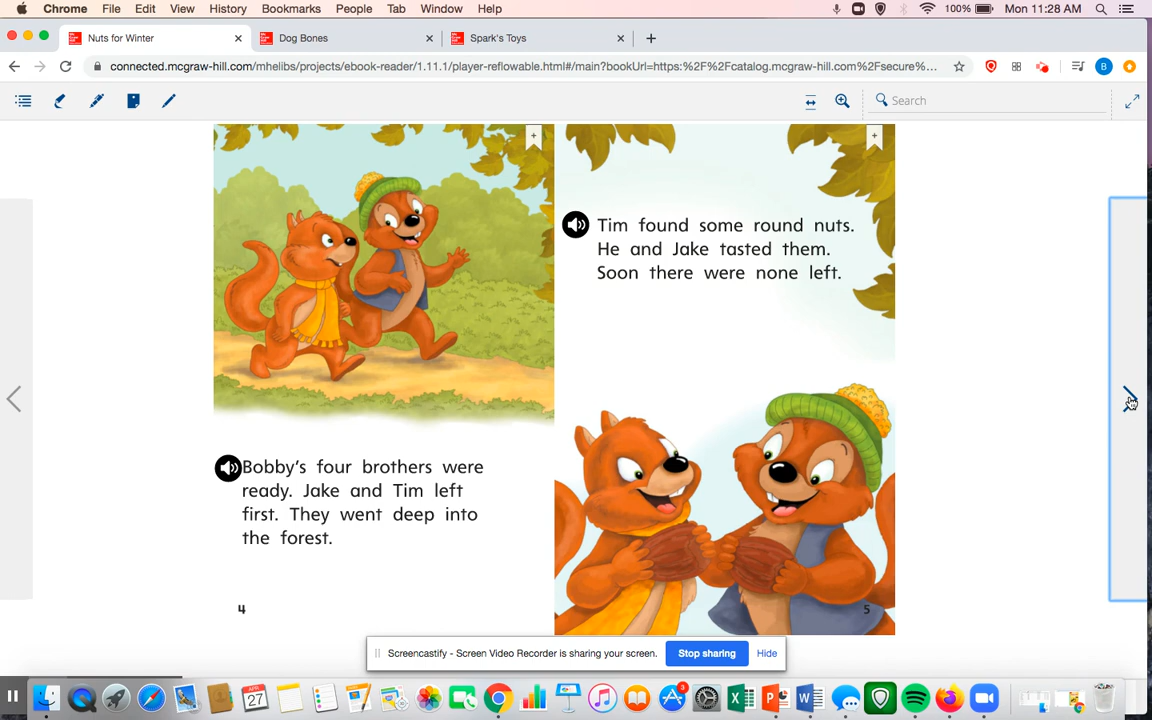 Chrome File Edit View History Bookmarks People Tab Window Help 100% Mon 11:28 AM
Nuts for Winter Dog Bones Spark's Toys
connected.mcgraw-hill.com/mhelibs/projects/ebook-reader/1.11.1/player-reflowable.html#/main?bookUrl=https:%2F%2Fcatalog.mcgraw-hill.com%2Fsecure%...
B
Search
Tim found some round nuts.
He and Jake tasted them.
Soon there were none left.
Bobby's four brothers were
ready. Jake and Tim left
first. They went deep into
the forest.
4
5
Screencastify - Screen Video Recorder is sharing your screen. Stop sharing Hide
APR
27
3